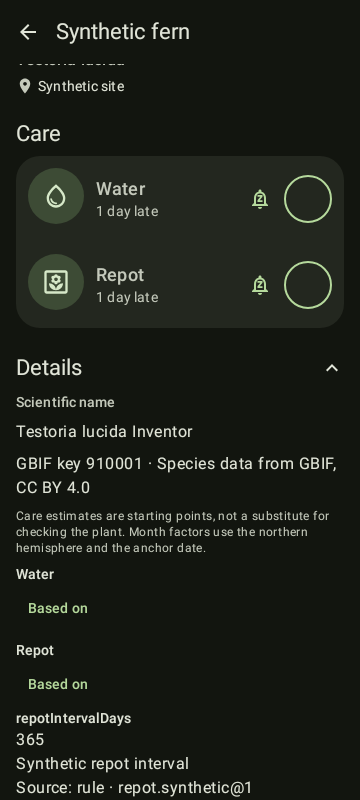 Synthetic fern
Synthetic site
Care
Water
1 day late
Repot
1 day late
Details
Scientific name
Testoria lucida Inventor
GBIF key 910001 · Species data from GBIF,
CC BY 4.0
Care estimates are starting points, not a substitute for
checking the plant. Month factors use the northern
hemisphere and the anchor date.
Water
Based on
Repot
Based on
repotIntervalDays
365
Synthetic repot interval
Source: rule · repot.synthetic@1